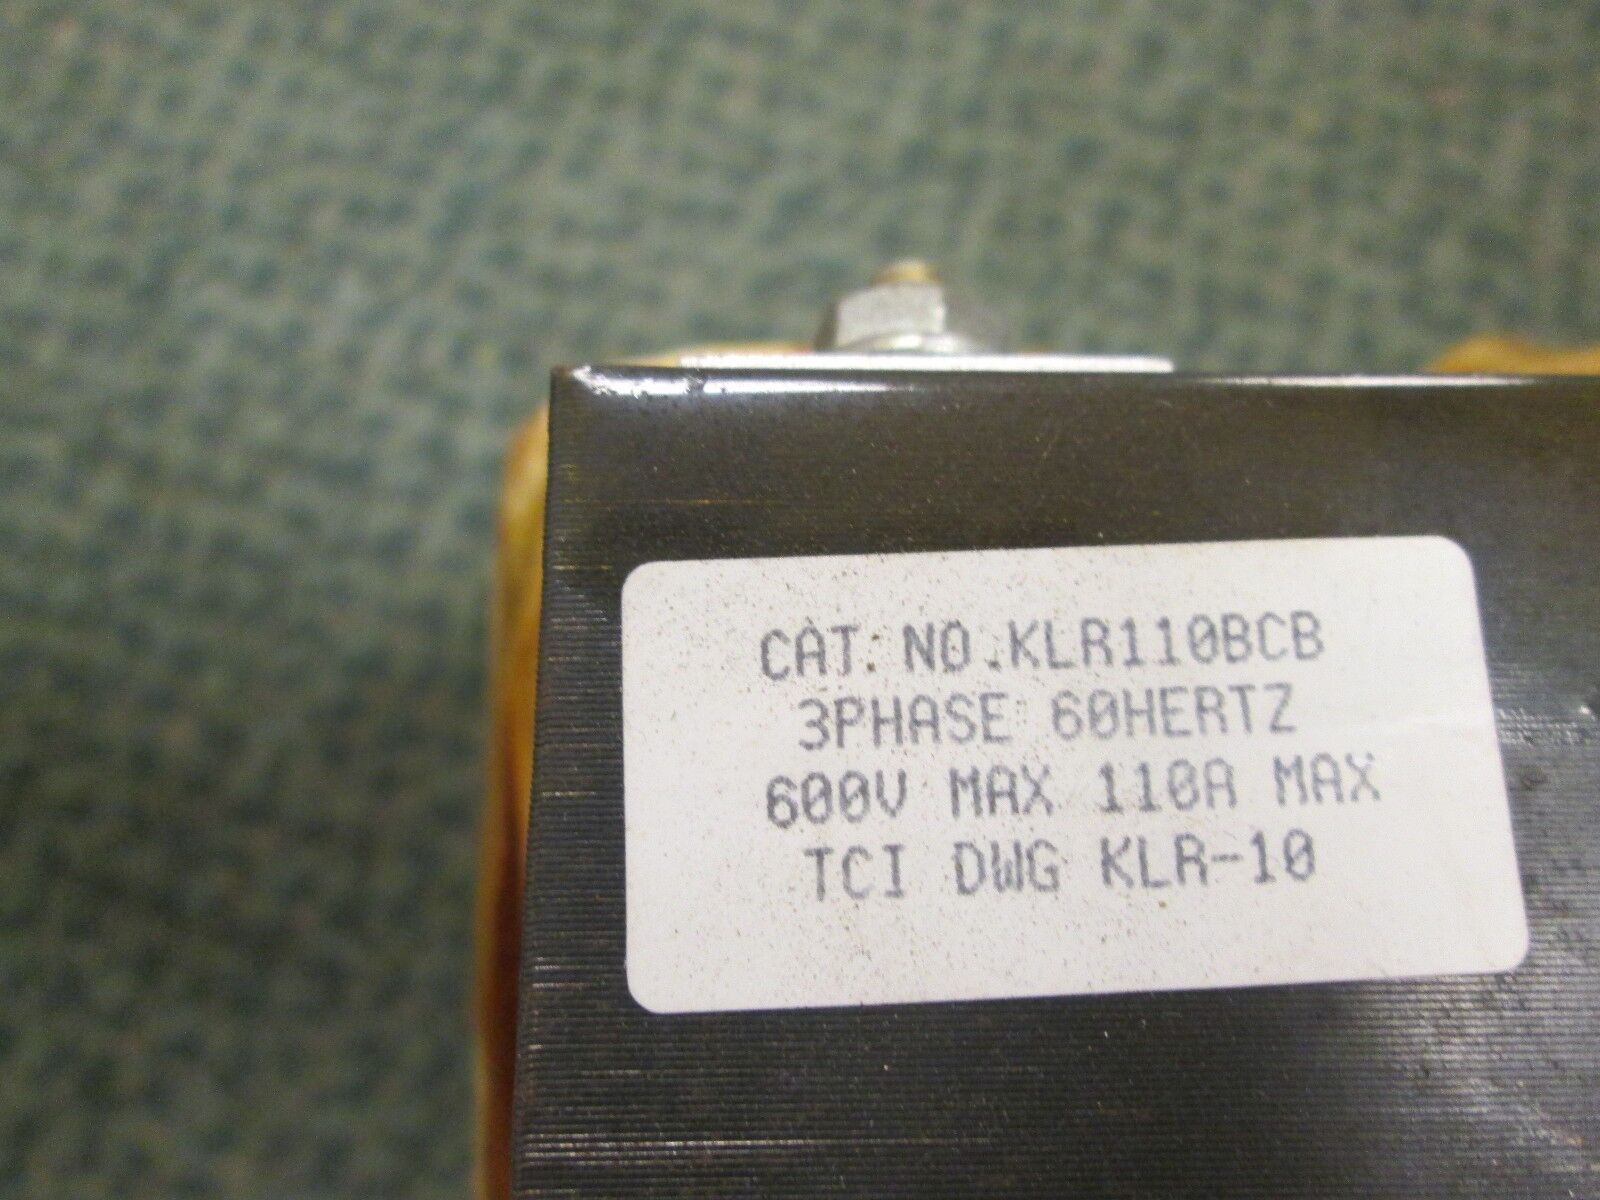 CAT. NO.KLR110BCB
3PHASE 60HERTZ
600V MAX 110A MAX
TCI DWG KLR-10